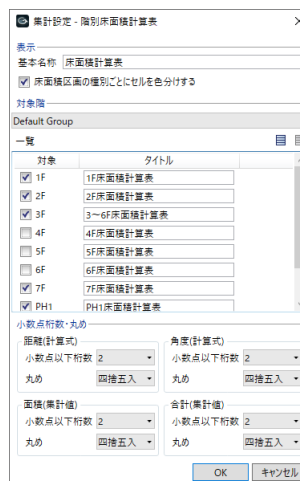 集計設定 - 階別床面積計算表
表示
基本名称 床面積計算表
床面積区画の種別ごとにセルを色分けする
対象階
Default Group
一覧
対象 タイトル
1F 1F床面積計算表
2F 2F床面積計算表
3F 3～6F床面積計算表
4F 4F床面積計算表
5F 5F床面積計算表
6F 6F床面積計算表
7F 7F床面積計算表
PH1 PH1床面積計算表
小数点桁数・丸め
距離(計算式) 角度(計算式)
小数点以下桁数 2 小数点以下桁数 2
丸め 四捨五入 丸め 四捨五入
面積(集計値) 合計(集計値)
小数点以下桁数 2 小数点以下桁数 2
丸め 四捨五入 丸め 四捨五入
OK キャンセル